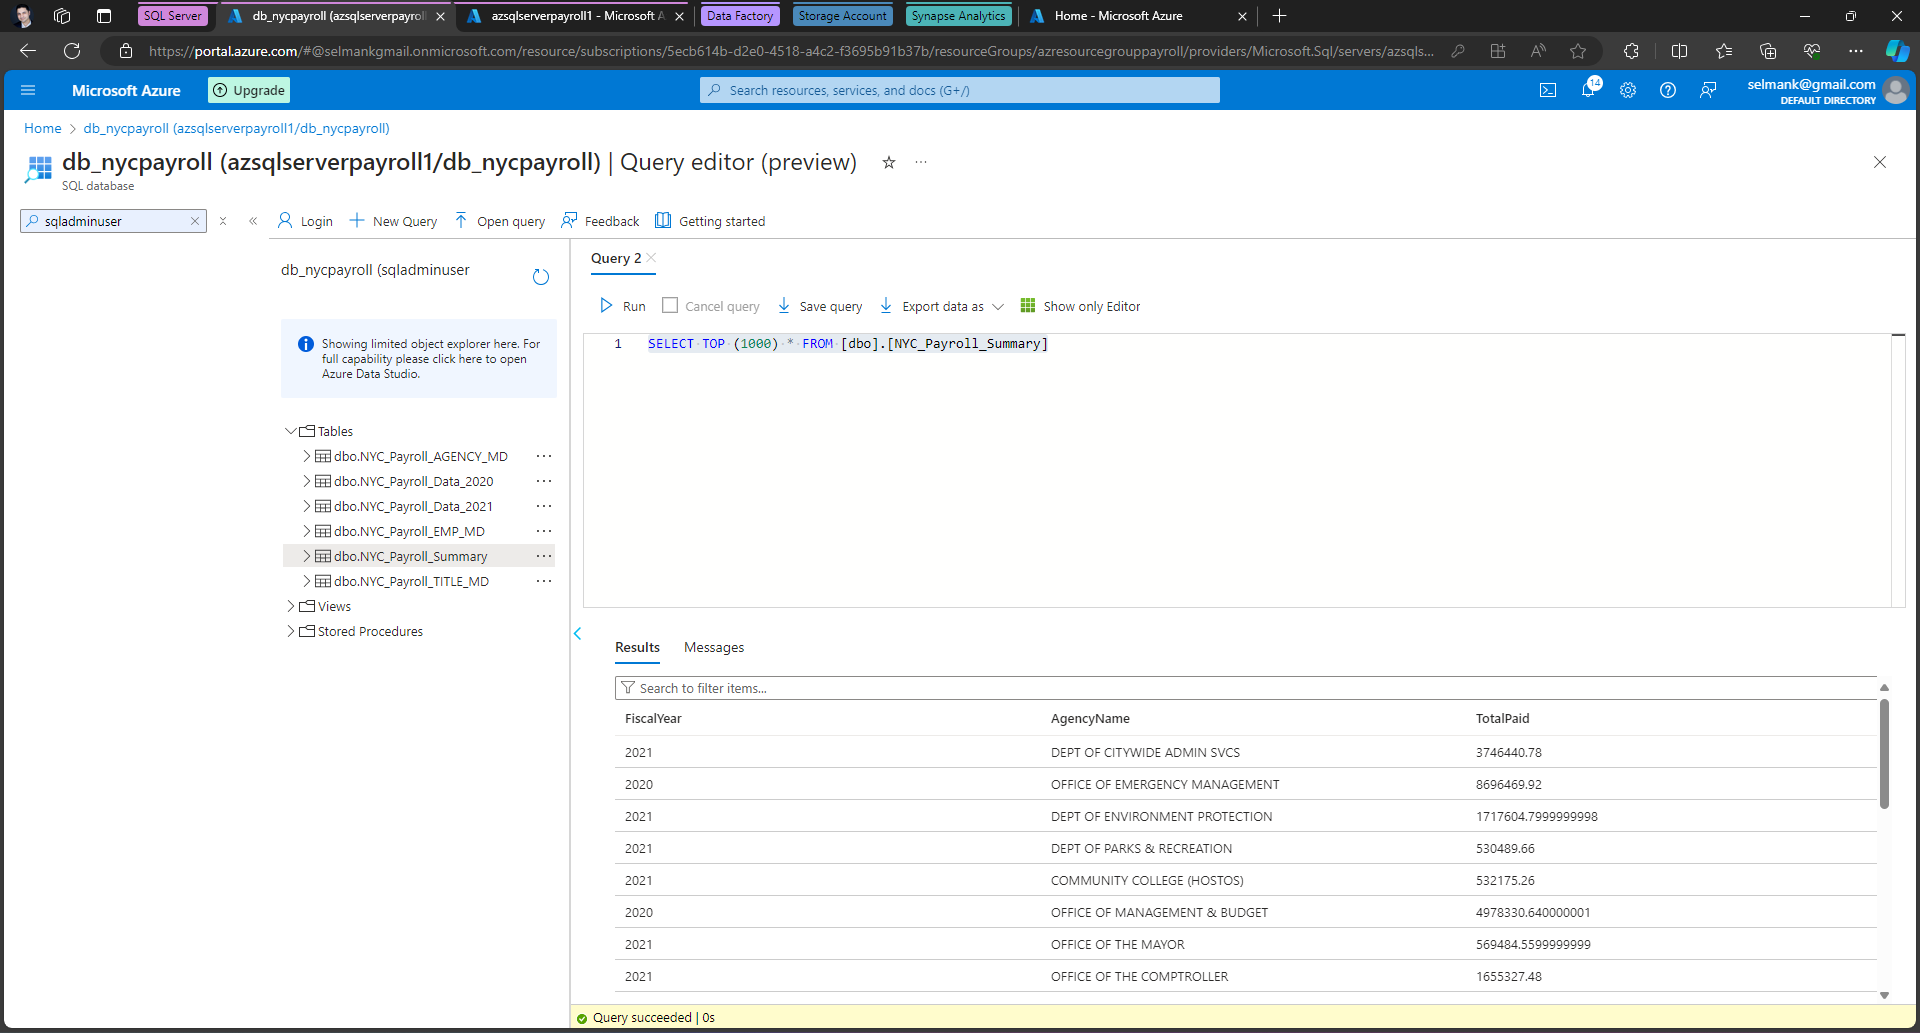 SQL Server
db_nycpayroll (azsqlserverpayroll
azsqlserverpayroll1 - Microsoft A
Data Factory
Storage Account
Synapse Analytics
Home - Microsoft Azure
https://portal.azure.com/#@selmankgmail.onmicrosoft.com/resource/subscriptions/5ecb614b-d2e0-4518-a4c2-f3695b91b37b/resourceGroups/azresourcegrouppayroll/providers/Microsoft.Sql/servers/azsqls...
Microsoft Azure
Upgrade
Search resources, services, and docs (G+/)
14
selmank@gmail.com
DEFAULT DIRECTORY
Home > db_nycpayroll (azsqlserverpayroll1/db_nycpayroll)
db_nycpayroll (azsqlserverpayroll1/db_nycpayroll) | Query editor (preview)
SQL database
sqladminuser
Login
New Query
Open query
Feedback
Getting started
db_nycpayroll (sqladminuser
Showing limited object explorer here. For
full capability please click here to open
Azure Data Studio.
Tables
dbo.NYC_Payroll_AGENCY_MD
dbo.NYC_Payroll_Data_2020
dbo.NYC_Payroll_Data_2021
dbo.NYC_Payroll_EMP_MD
dbo.NYC_Payroll_Summary
dbo.NYC_Payroll_TITLE_MD
Views
Stored Procedures
Query 2
Run
Cancel query
Save query
Export data as
Show only Editor
1 SELECT TOP (1000) * FROM [dbo].[NYC_Payroll_Summary]
Results
Messages
Search to filter items...
FiscalYear AgencyName TotalPaid
2021 DEPT OF CITYWIDE ADMIN SVCS 3746440.78
2020 OFFICE OF EMERGENCY MANAGEMENT 8696469.92
2021 DEPT OF ENVIRONMENT PROTECTION 1717604.7999999998
2021 DEPT OF PARKS & RECREATION 530489.66
2021 COMMUNITY COLLEGE (HOSTOS) 532175.26
2020 OFFICE OF MANAGEMENT & BUDGET 4978330.640000001
2021 OFFICE OF THE MAYOR 569484.5599999999
2021 OFFICE OF THE COMPTROLLER 1655327.48
Query succeeded | 0s